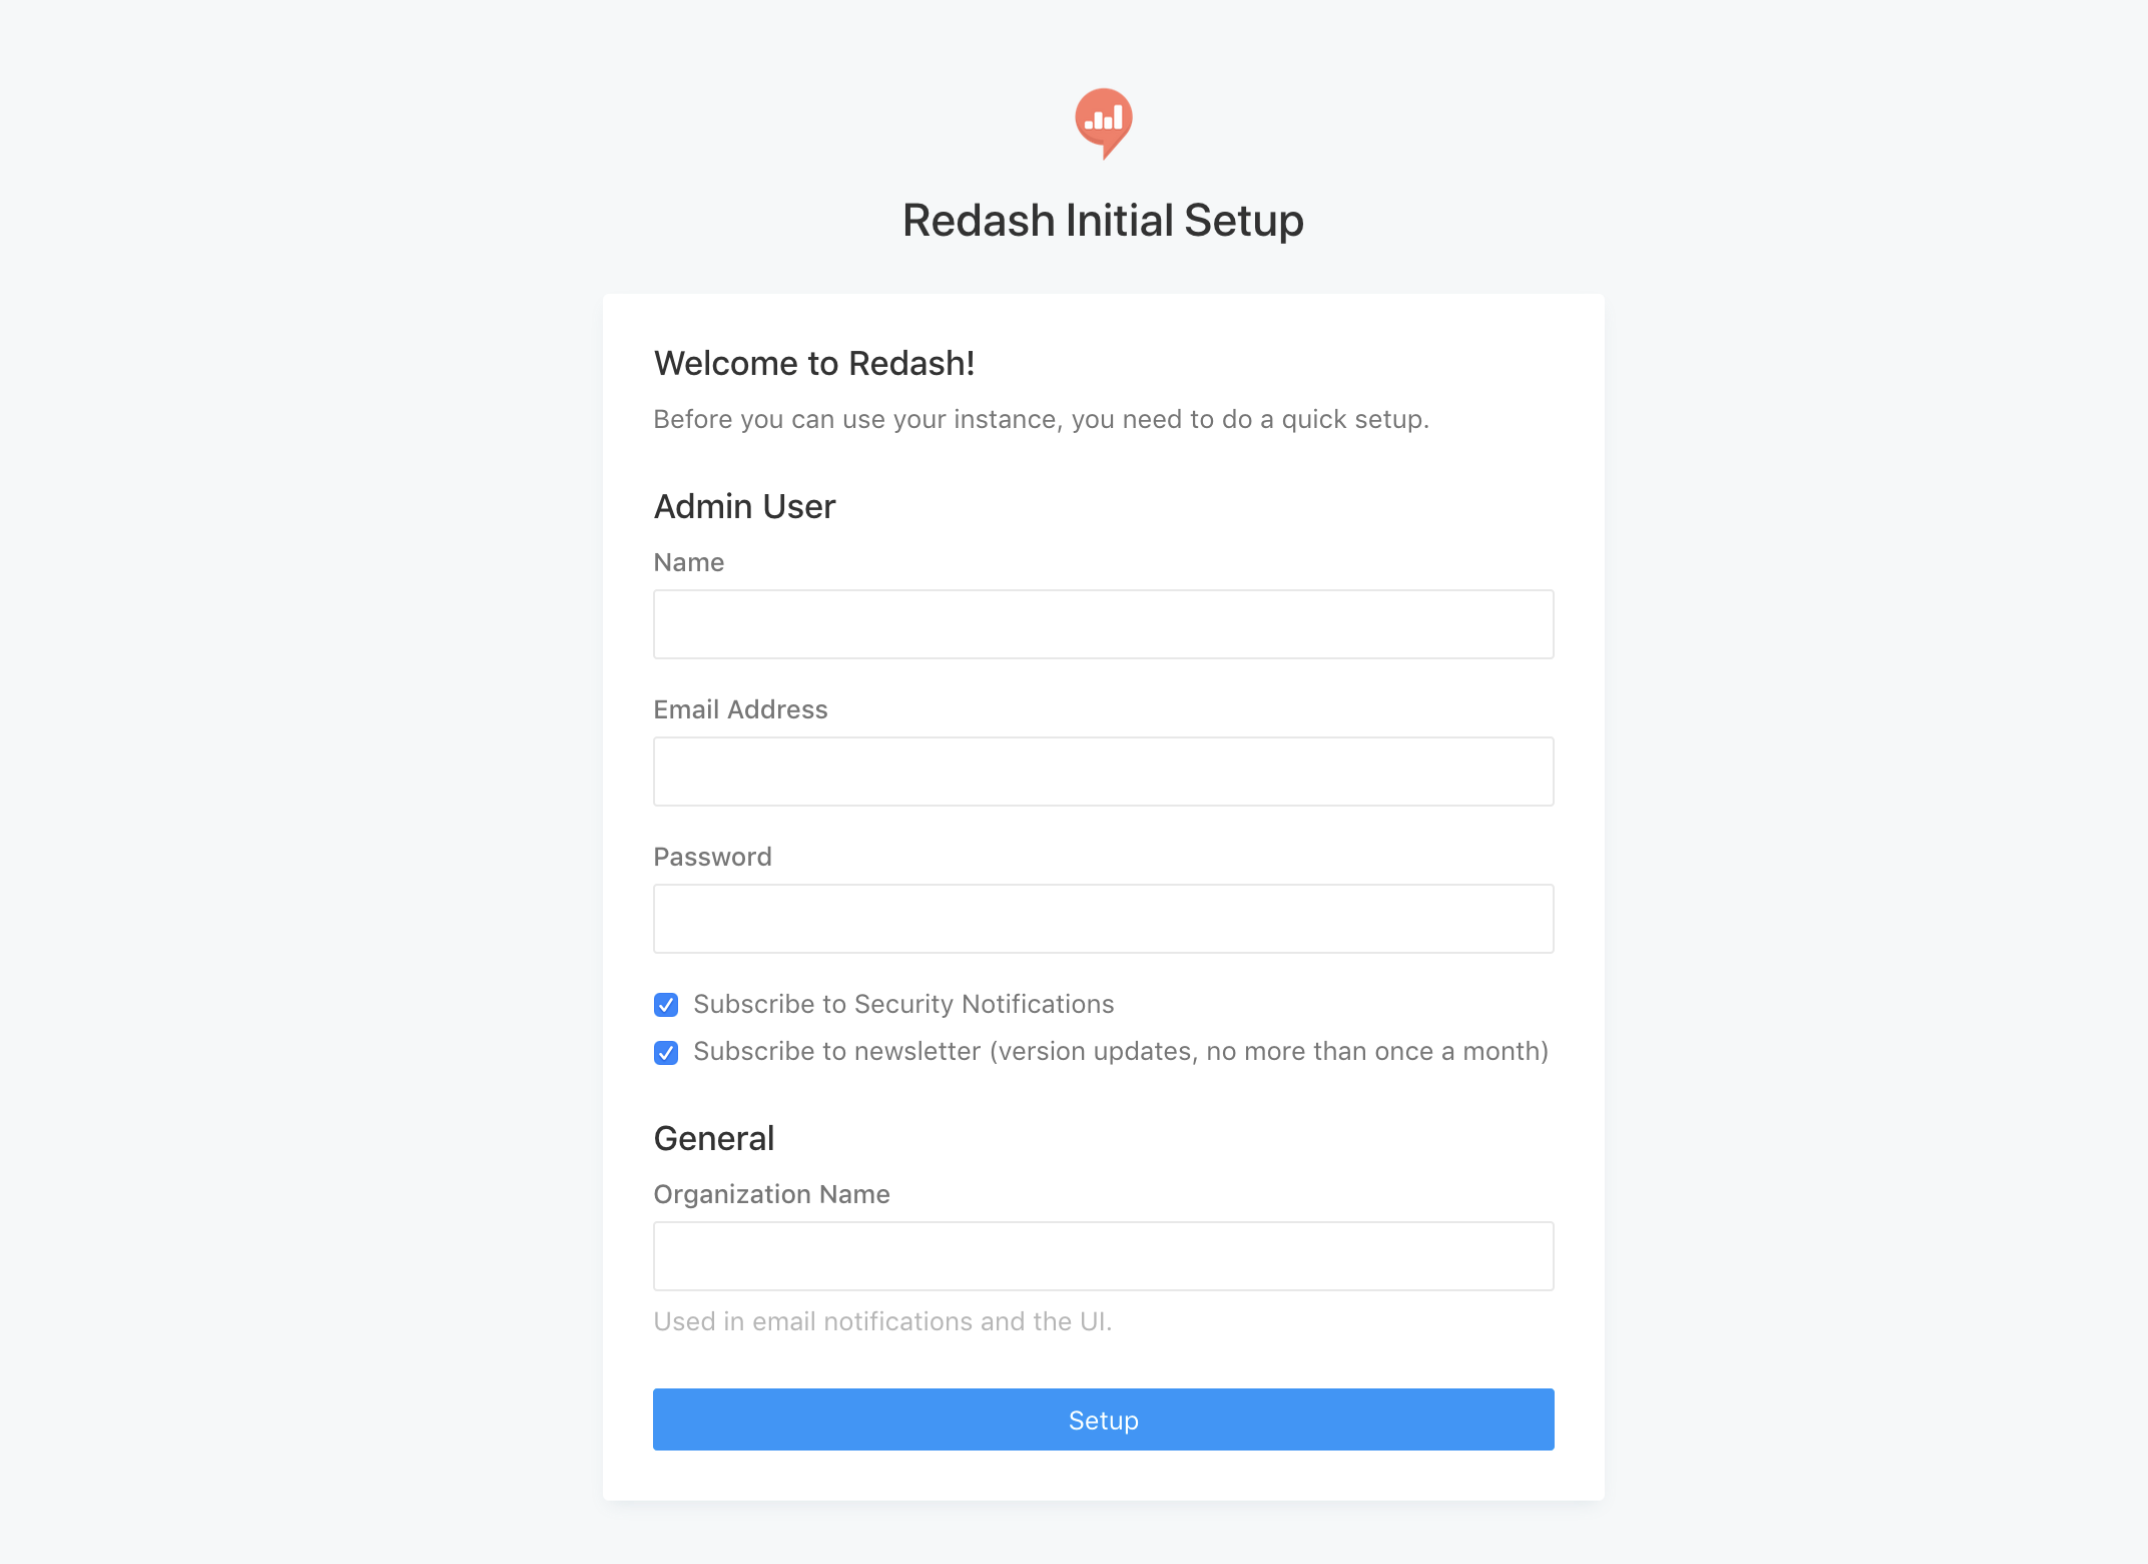 Redash Initial Setup
Welcome to Redash!
Before you can use your instance, you need to do a quick setup.
Admin User
Name
Email Address
Password
Subscribe to Security Notifications
Subscribe to newsletter (version updates, no more than once a month)
General
Organization Name
Used in email notifications and the UI.
Setup